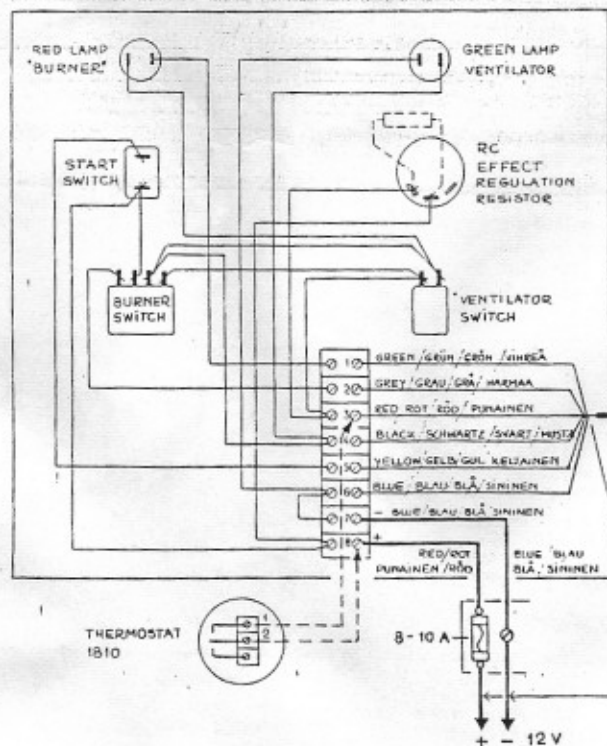 RED LAMP
"BURNER"
GREEN LAMP
VENTILATOR
START
SWITCH
RC
EFFECT
REGULATION
RESISTOR
BURNER
SWITCH
VENTILATOR
SWITCH
1 GREEN/GRÜN/GRÖN/VIHREÄ
2 GREY/GRAU/GRÅ/HARMAA
3 RED ROT/RÖD/PUNAINEN
4 BLACK/SCHWARTZ/SVART/MUSTA
5 YELLOW/GELB/GUL KELTAINEN
6 BLUE/BLAU BLÅ/SININEN
7 - BLUE/BLAU BLÅ/SININEN
8 +
RED/ROT
PUNAINEN/RÖD
BLUE/BLAU
BLÅ/SININEN
THERMOSTAT
1810
1
2
8-10 A
+ - 12 V